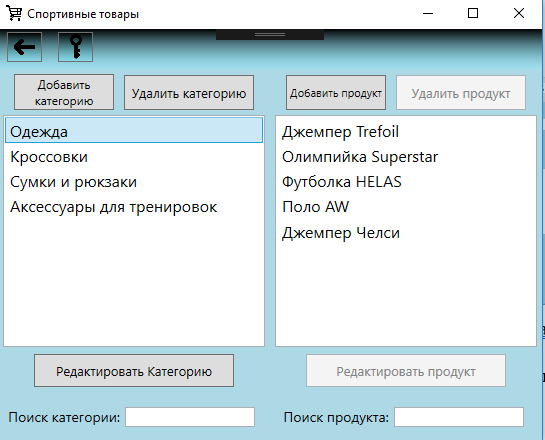 Спортивные товары
Добавить
категорию
Удалить категорию
Добавить продукт
Удалить продукт
Одежда
Кроссовки
Сумки и рюкзаки
Аксессуары для тренировок
Джемпер Trefoil
Олимпийка Superstar
Футболка HELAS
Поло AW
Джемпер Челси
Редактировать Категорию
Редактировать продукт
Поиск категории:
Поиск продукта: